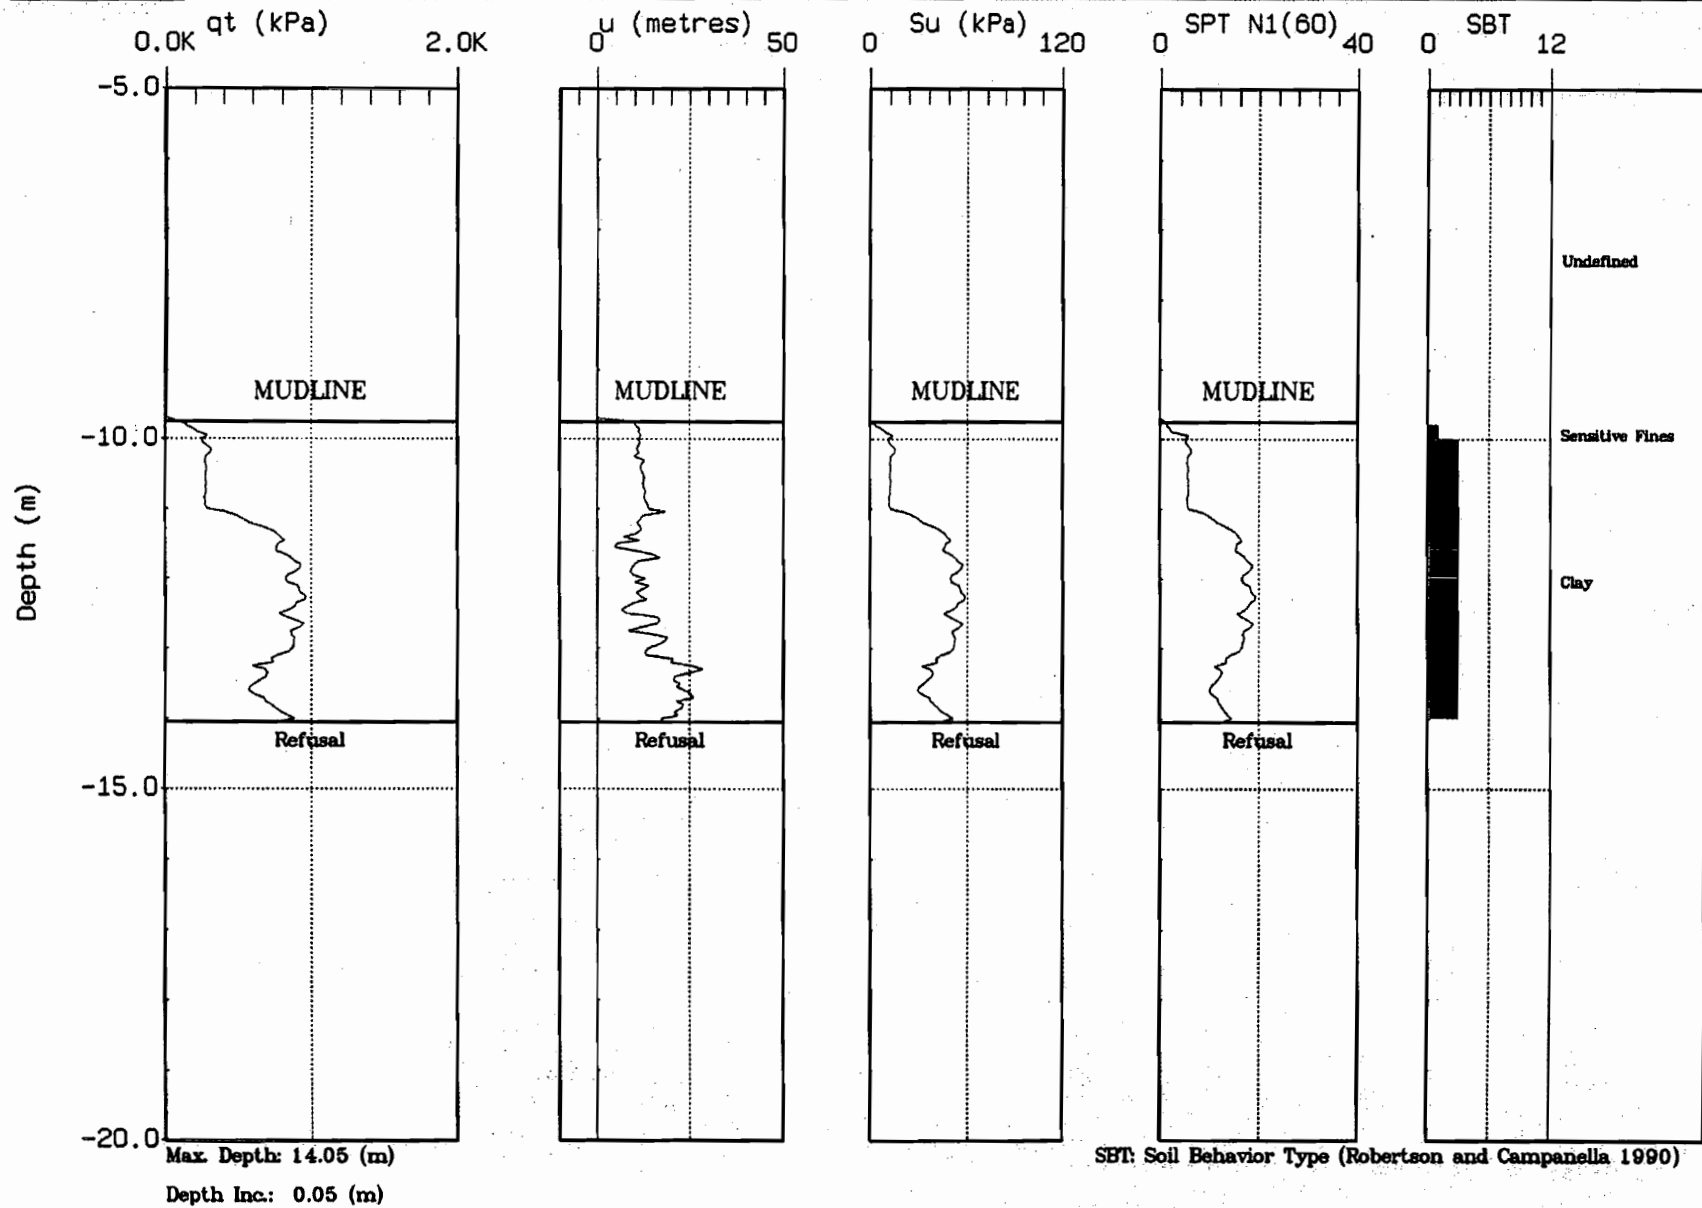 qt (kPa) u (metres) Su (kPa) SPT N1(60) SBT
0.0K 2.0K 0 50 0 120 0 40 0 12
-5.0
Undefined
MUDLINE MUDLINE MUDLINE MUDLINE
-10.0 Sensitive Fines
Depth (m)
Clay
Refusal Refusal Refusal Refusal
-15.0
-20.0
Max. Depth: 14.05 (m) SBT: Soil Behavior Type (Robertson and Campanella 1990)
Depth Inc.: 0.05 (m)